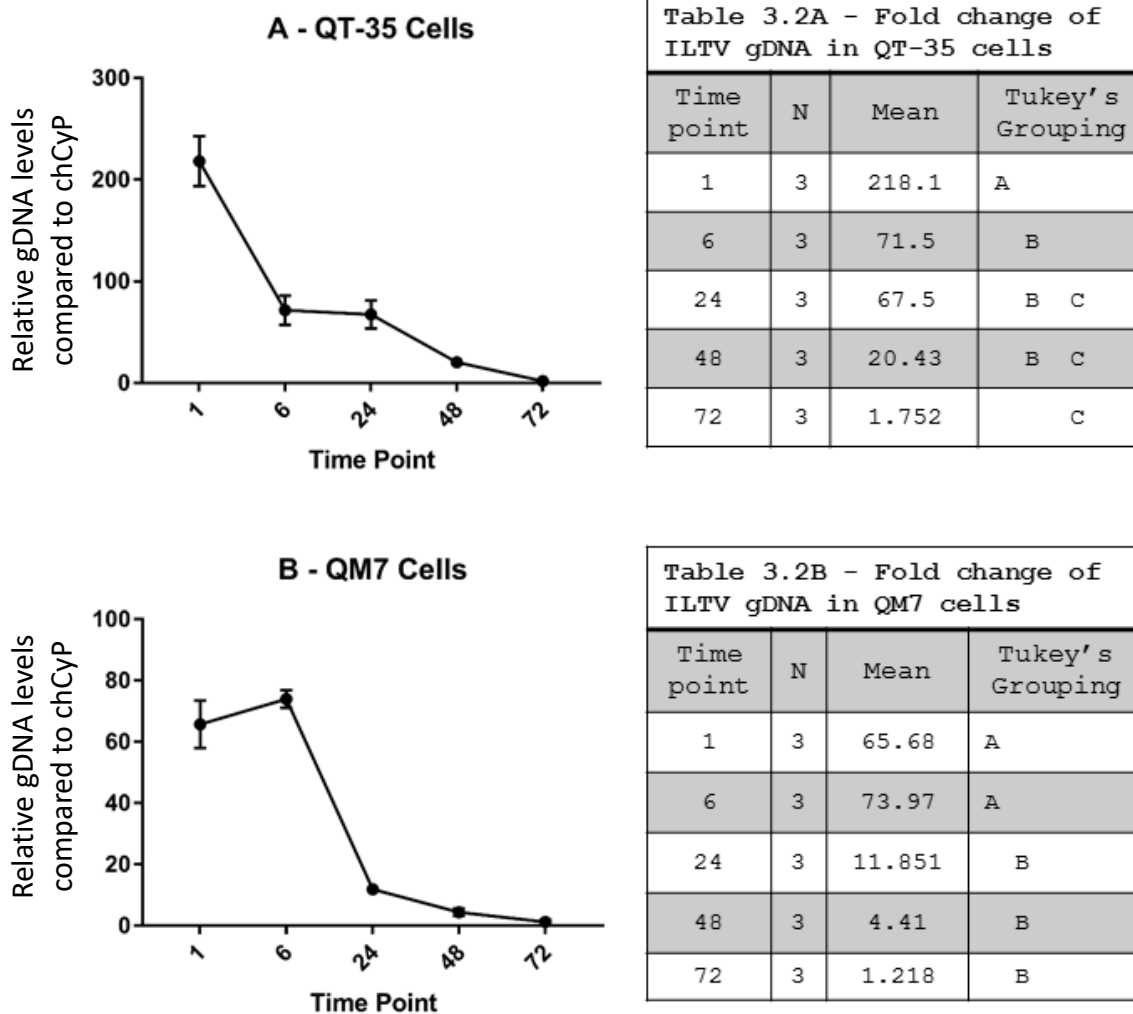 A - QT-35 Cells
Relative gDNA levels
compared to chCyP
300
200
100
0
1
6
24
48
72
Time Point
Table 3.2A - Fold change of
ILTV gDNA in QT-35 cells
Time
point
N
Mean
Tukey's
Grouping
1 3 218.1 A
6 3 71.5 B
24 3 67.5 B C
48 3 20.43 B C
72 3 1.752 C
B - QM7 Cells
Relative gDNA levels
compared to chCyP
100
80
60
40
20
0
1
6
24
48
72
Time Point
Table 3.2B - Fold change of
ILTV gDNA in QM7 cells
Time
point
N
Mean
Tukey's
Grouping
1 3 65.68 A
6 3 73.97 A
24 3 11.851 B
48 3 4.41 B
72 3 1.218 B